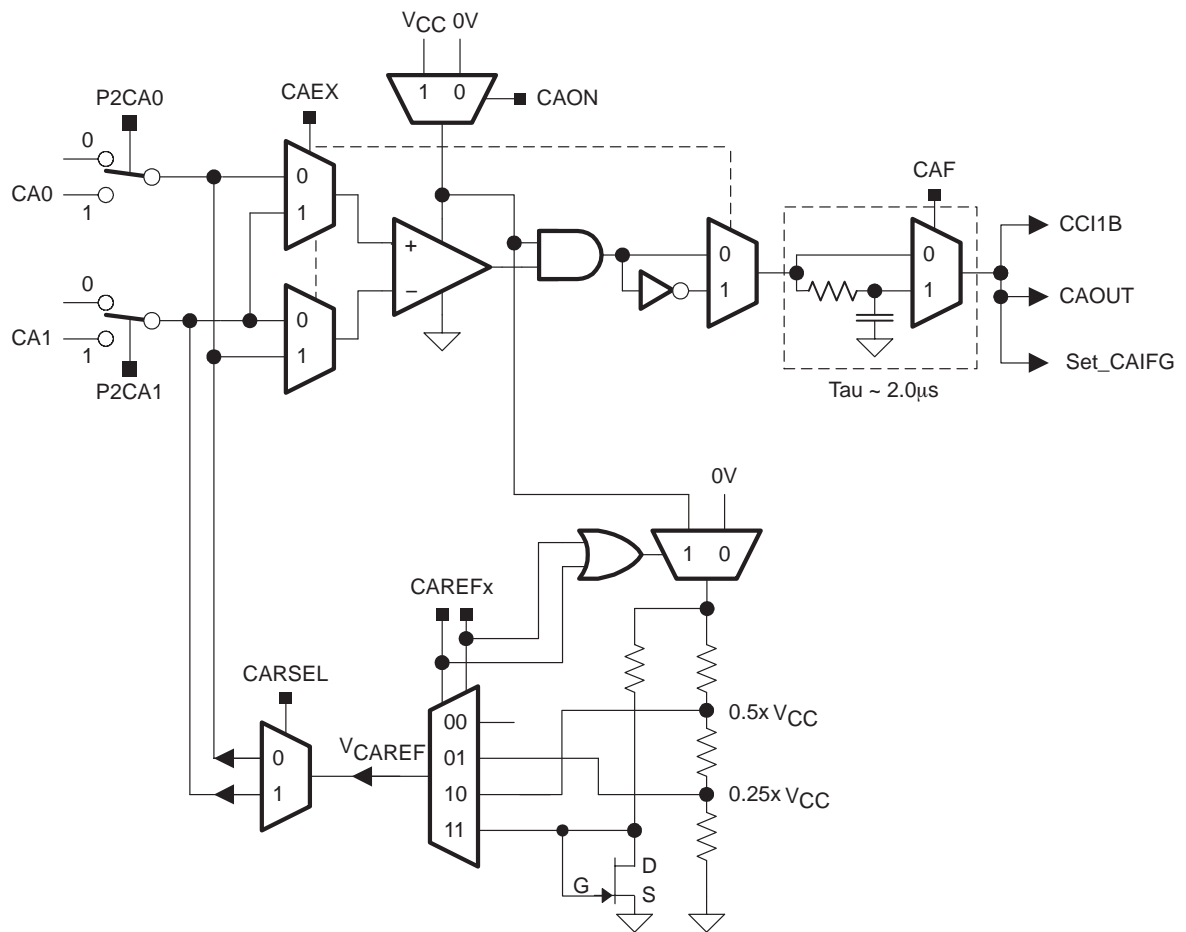 VCC 0V
1 0
CAON
P2CA0
CAEX
0
CA0
1
0
1
+
−
0
CA1
1
P2CA1
0
1
0
1
CAF
0
1
Tau ~ 2.0μs
CCI1B
CAOUT
Set_CAIFG
0V
1 0
CAREFx
CARSEL
0
1
VCAREF
00
01
10
11
0.5x VCC
0.25x VCC
D
G
S